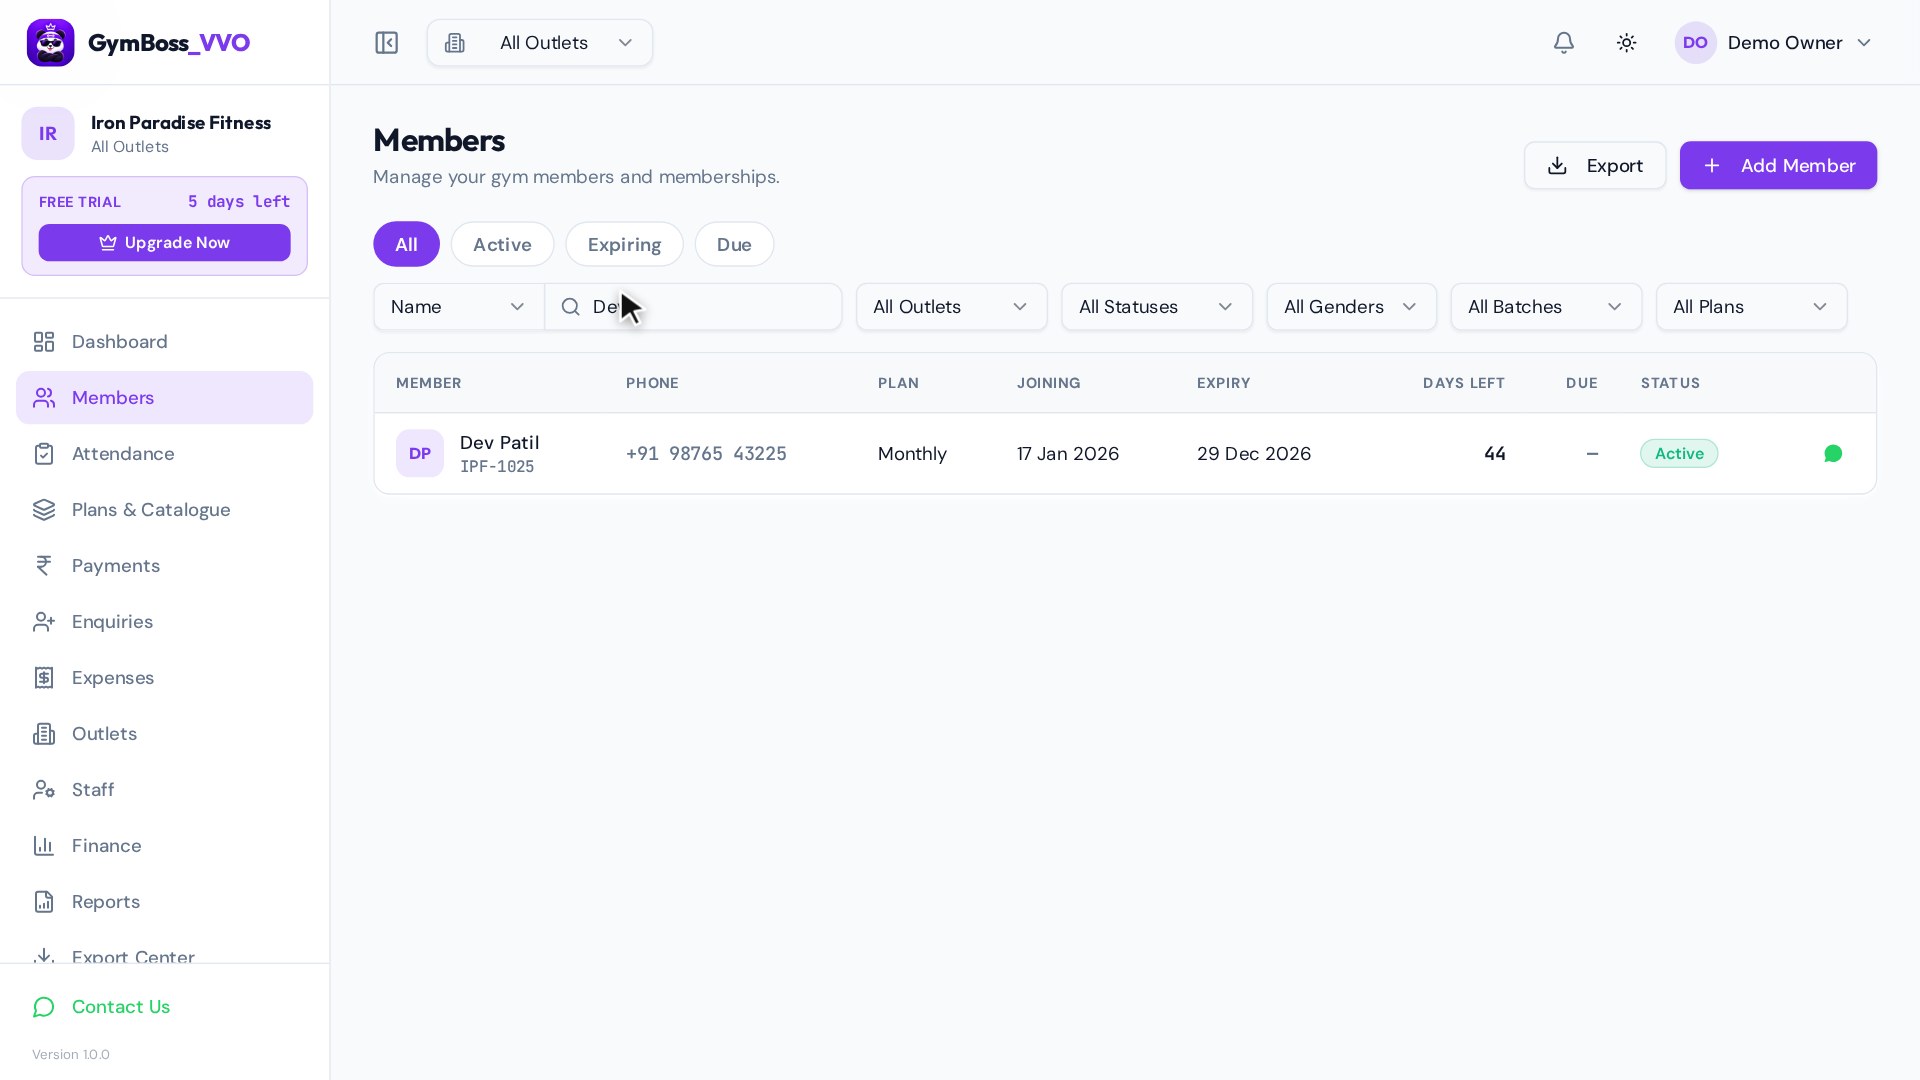 GymBoss_VVO
All Outlets
DO Demo Owner
IR Iron Paradise Fitness
All Outlets
FREE TRIAL 5 days left
Upgrade Now
Dashboard
Members
Attendance
Plans & Catalogue
Payments
Enquiries
Expenses
Outlets
Staff
Finance
Reports
Export Center
Contact Us
Version 1.0.0
Members
Manage your gym members and memberships.
Export
Add Member
All Active Expiring Due
Name
All Outlets All Statuses All Genders All Batches All Plans
MEMBER PHONE PLAN JOINING EXPIRY DAYS LEFT DUE STATUS
DP Dev Patil +91 98765 43225 Monthly 17 Jan 2026 29 Dec 2026 44 – Active
IPF-1025